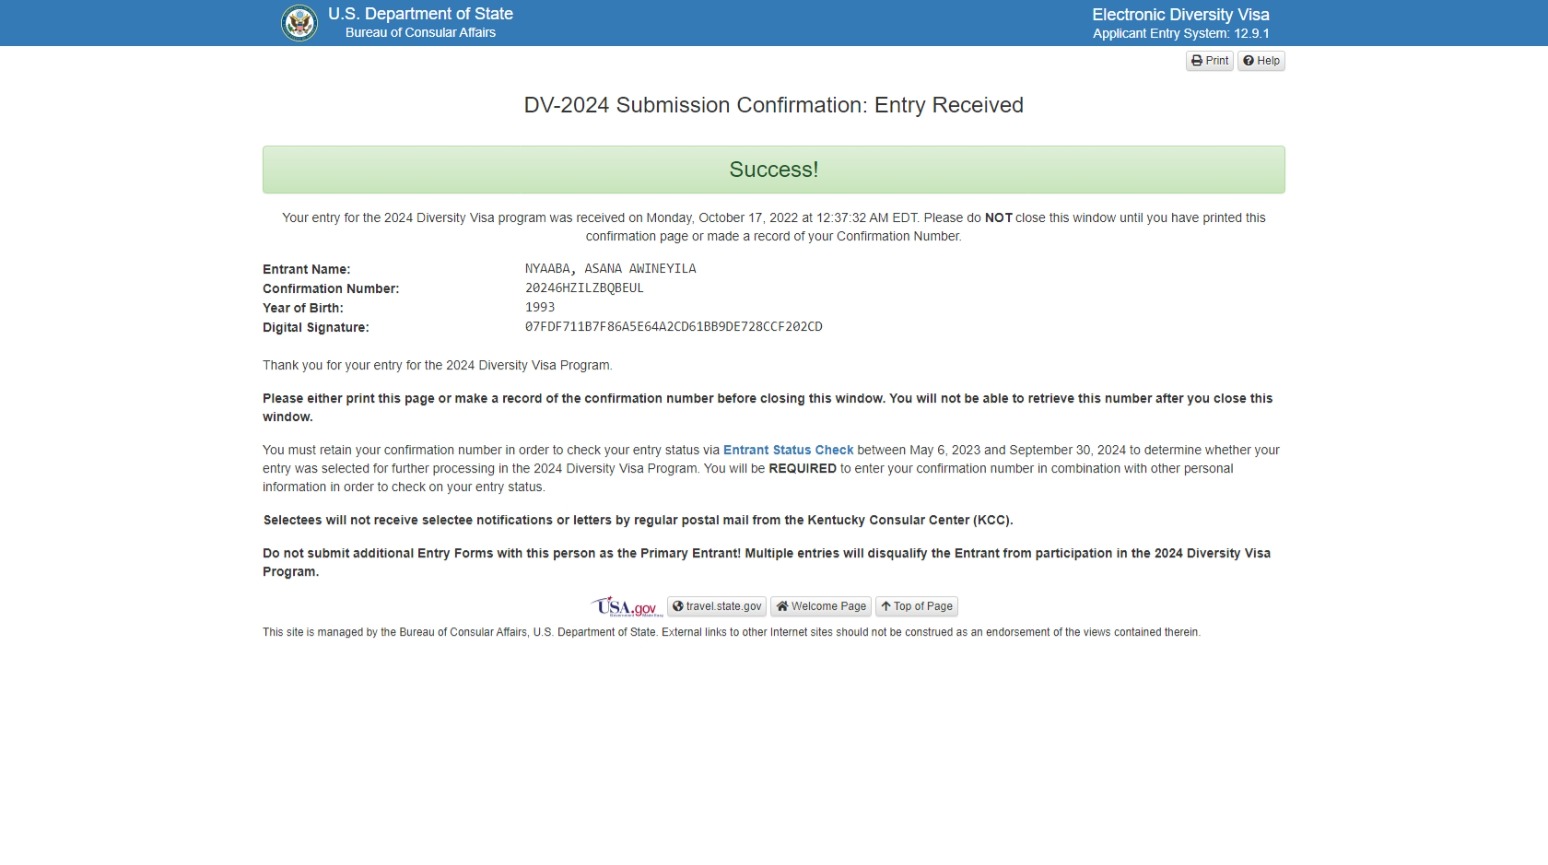 U.S. Department of State
Bureau of Consular Affairs
Electronic Diversity Visa
Applicant Entry System: 12.9.1
Print Help
DV-2024 Submission Confirmation: Entry Received
Success!
Your entry for the 2024 Diversity Visa program was received on Monday, October 17, 2022 at 12:37:32 AM EDT. Please do NOT close this window until you have printed this
confirmation page or made a record of your Confirmation Number.
Entrant Name: NYAABA, ASANA AWINEYILA
Confirmation Number: 20246HZILZBQBEUL
Year of Birth: 1993
Digital Signature: 07FDF711B7F86A5E64A2CD61BB9DE728CCF202CD
Thank you for your entry for the 2024 Diversity Visa Program.
Please either print this page or make a record of the confirmation number before closing this window. You will not be able to retrieve this number after you close this
window.
You must retain your confirmation number in order to check your entry status via Entrant Status Check between May 6, 2023 and September 30, 2024 to determine whether your
entry was selected for further processing in the 2024 Diversity Visa Program. You will be REQUIRED to enter your confirmation number in combination with other personal
information in order to check on your entry status.
Selectees will not receive selectee notifications or letters by regular postal mail from the Kentucky Consular Center (KCC).
Do not submit additional Entry Forms with this person as the Primary Entrant! Multiple entries will disqualify the Entrant from participation in the 2024 Diversity Visa
Program.
USA.gov travel.state.gov Welcome Page Top of Page
This site is managed by the Bureau of Consular Affairs, U.S. Department of State. External links to other Internet sites should not be construed as an endorsement of the views contained therein.